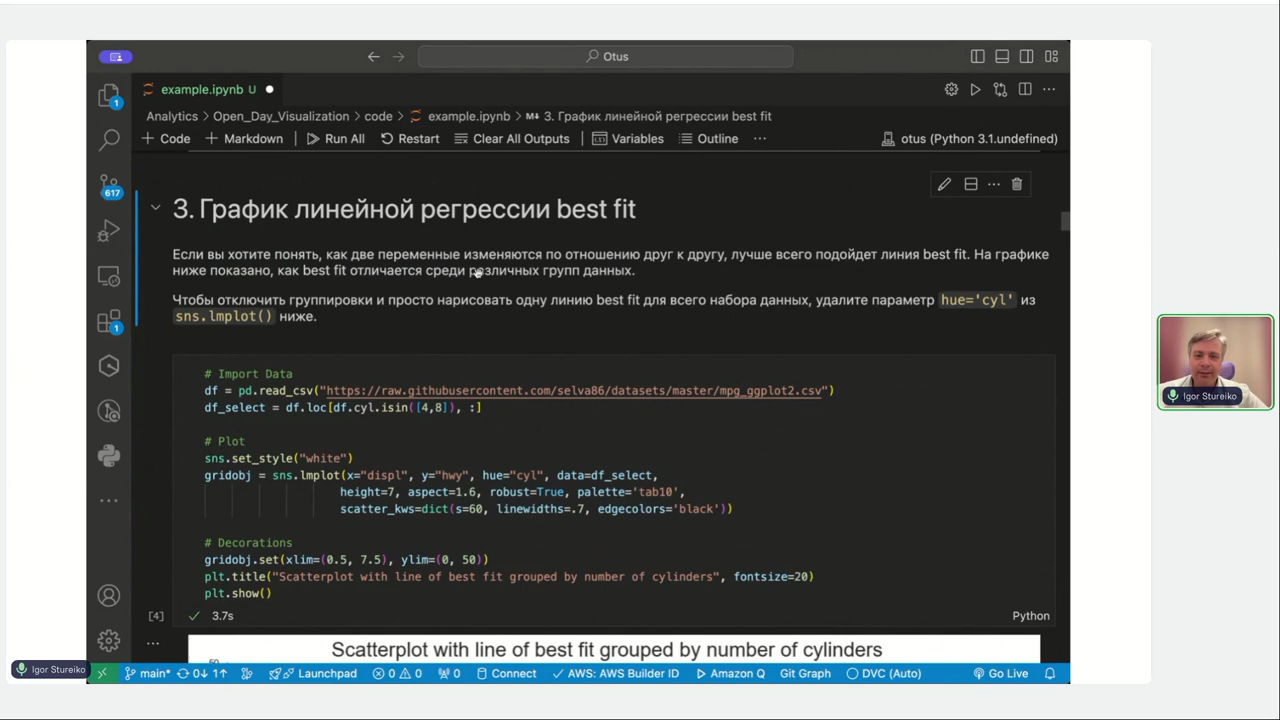 Otus
example.ipynb U
Analytics > Open_Day_Visualization > code > example.ipynb > 3. График линейной регрессии best fit
+ Code + Markdown Run All Restart Clear All Outputs Variables Outline ... otus (Python 3.1.undefined)
1
617
1
3. График линейной регрессии best fit
Если вы хотите понять, как две переменные изменяются по отношению друг к другу, лучше всего подойдет линия best fit. На графике
ниже показано, как best fit отличается среди различных групп данных.
Чтобы отключить группировки и просто нарисовать одну линию best fit для всего набора данных, удалите параметр hue='cyl' из
sns.lmplot() ниже.
# Import Data
df = pd.read_csv("https://raw.githubusercontent.com/selva86/datasets/master/mpg_ggplot2.csv")
df_select = df.loc[df.cyl.isin([4,8]), :]
# Plot
sns.set_style("white")
gridobj = sns.lmplot(x="displ", y="hwy", hue="cyl", data=df_select,
height=7, aspect=1.6, robust=True, palette='tab10',
scatter_kws=dict(s=60, linewidths=.7, edgecolors='black'))
# Decorations
gridobj.set(xlim=(0.5, 7.5), ylim=(0, 50))
plt.title("Scatterplot with line of best fit grouped by number of cylinders", fontsize=20)
plt.show()
[4] 3.7s Python
Scatterplot with line of best fit grouped by number of cylinders
50
main* 0↓ 1↑ Launchpad 0 0 0 Connect AWS: AWS Builder ID Amazon Q Git Graph DVC (Auto) Go Live
Igor Stureiko
Igor Stureiko